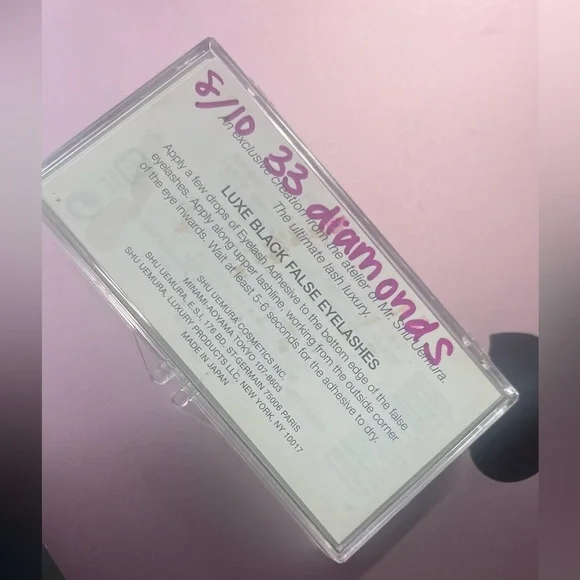 8/10 33 diamonds
An exclusive creation from the atelier of Mr. Shu Uemura.
The ultimate lash luxury.
LUXE BLACK FALSE EYELASHES
Apply a few drops of Eyelash Adhesive to the bottom edge of the false
eyelashes. Apply along upper lashline, working from the outside corner
of the eye inwards. Wait at least 5-6 seconds for the adhesive to dry.
SHU UEMURA COSMETICS INC.
MINAMI-AOYAMA TOKYO 107-8603
SHU UEMURA, E.S.I, 176 BD. ST. GERMAIN 75006 PARIS
SHU UEMURA, LUXURY PRODUCTS LLC. NEW YORK, NY 10017
MADE IN JAPAN